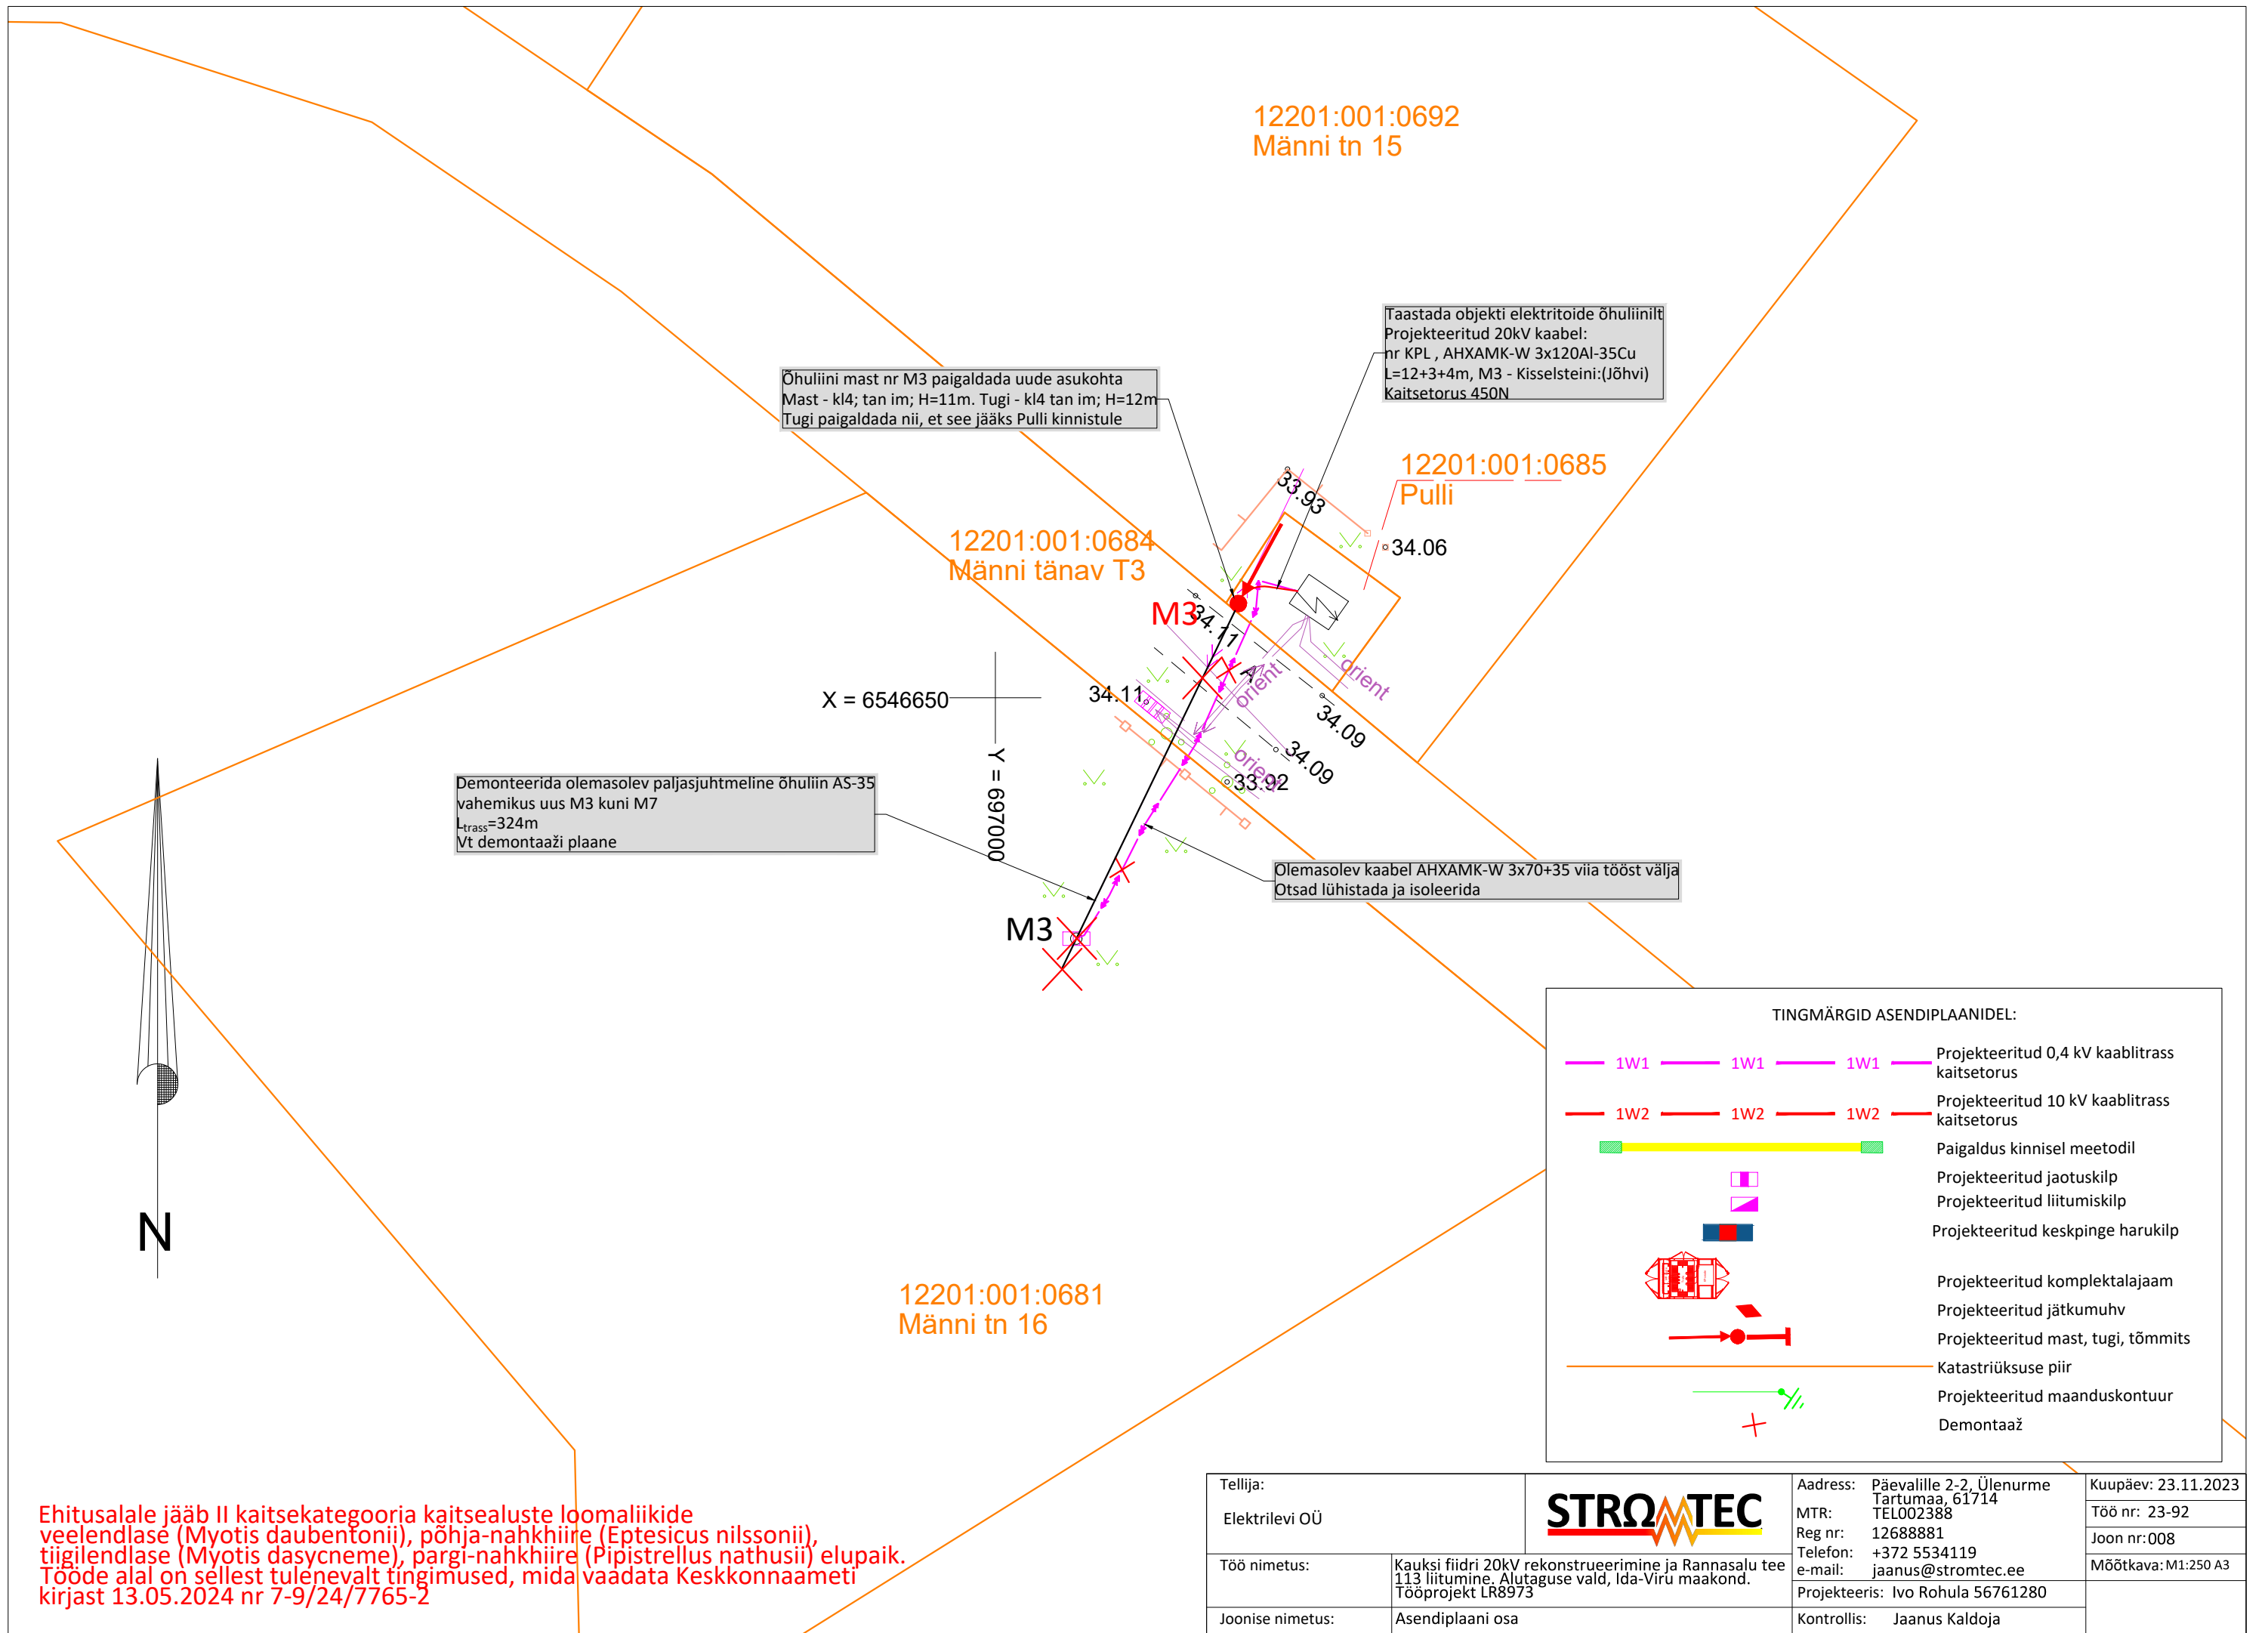 12201:001:0692
Männi tn 15
Taastada objekti elektritoide õhuliinilt
Projekteeritud 20kV kaabel:
nr KPL , AHXAMK-W 3x120Al-35Cu
L=12+3+4m, M3 - Kisselsteini:(Jõhvi)
Kaitsetorus 450N
Õhuliini mast nr M3 paigaldada uude asukohta
Mast - kl4; tan im; H=11m. Tugi - kl4 tan im; H=12m
Tugi paigaldada nii, et see jääks Pulli kinnistule
12201:001:0685
Pulli
33.93
34.06
12201:001:0684
Männi tänav T3
M3
34.11
A
orient
orient
34.11
X = 6546650
Y = 697000
34.09
34.09
orient
33.92
Demonteerida olemasolev paljasjuhtmeline õhuliin AS-35
vahemikus uus M3 kuni M7
Ltrass=324m
Vt demontaaži plaane
Olemasolev kaabel AHXAMK-W 3x70+35 viia tööst välja
Otsad lühistada ja isoleerida
M3
N
12201:001:0681
Männi tn 16
TINGMÄRGID ASENDIPLAANIDEL:
1W1 1W1 1W1 Projekteeritud 0,4 kV kaablitrass
kaitsetorus
1W2 1W2 1W2 Projekteeritud 10 kV kaablitrass
kaitsetorus
Paigaldus kinnisel meetodil
Projekteeritud jaotuskilp
Projekteeritud liitumiskilp
Projekteeritud keskpinge harukilp
Projekteeritud komplektalajaam
Projekteeritud jätkumuhv
Projekteeritud mast, tugi, tõmmits
Katastriüksuse piir
Projekteeritud maanduskontuur
Demontaaž
Ehitusalale jääb II kaitsekategooria kaitsealuste loomaliikide
veelendlase (Myotis daubentonii), põhja-nahkhiire (Eptesicus nilssonii),
tiigilendlase (Myotis dasycneme), pargi-nahkhiire (Pipistrellus nathusii) elupaik.
Tööde alal on sellest tulenevalt tingimused, mida vaadata Keskkonnaameti
kirjast 13.05.2024 nr 7-9/24/7765-2
Tellija:
Elektrilevi OÜ
STRΩMTEC
Aadress: Päevalille 2-2, Ülenurme
Tartumaa, 61714
MTR: TEL002388
Reg nr: 12688881
Telefon: +372 5534119
e-mail: jaanus@stromtec.ee
Projekteeris: Ivo Rohula 56761280
Kontrollis: Jaanus Kaldoja
Kuupäev: 23.11.2023
Töö nr: 23-92
Joon nr: 008
Mõõtkava: M1:250 A3
Töö nimetus: Kauksi fiidri 20kV rekonstrueerimine ja Rannasalu tee
113 liitumine. Alutaguse vald, Ida-Viru maakond.
Tööprojekt LR8973
Joonise nimetus: Asendiplaani osa